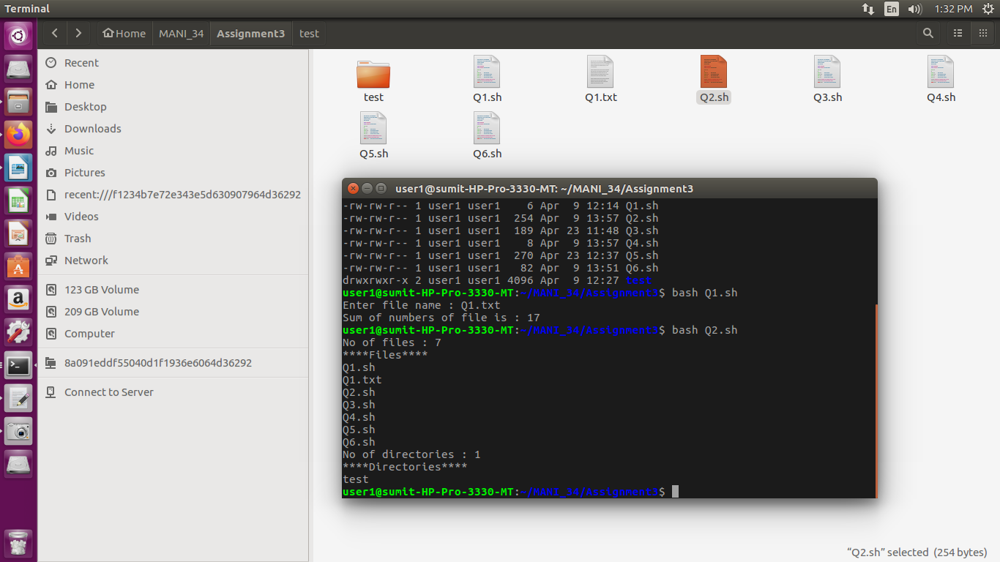 Terminal
En
1:32 PM
Home MANI_34 Assignment3 test
Recent
Home
Desktop
Downloads
Music
Pictures
recent:///f1234b7e72e343e5d630907964d36292
Videos
Trash
Network
123 GB Volume
209 GB Volume
Computer
8a091eddf55040d1f1936e6064d36292
Connect to Server
test Q1.sh Q1.txt Q2.sh Q3.sh Q4.sh
Q5.sh Q6.sh
user1@sumit-HP-Pro-3330-MT: ~/MANI_34/Assignment3
-rw-rw-r-- 1 user1 user1    6 Apr  9 12:14 Q1.sh
-rw-rw-r-- 1 user1 user1  254 Apr  9 13:57 Q2.sh
-rw-rw-r-- 1 user1 user1  189 Apr 23 11:48 Q3.sh
-rw-rw-r-- 1 user1 user1    8 Apr  9 13:57 Q4.sh
-rw-rw-r-- 1 user1 user1  270 Apr 23 12:37 Q5.sh
-rw-rw-r-- 1 user1 user1   82 Apr  9 13:51 Q6.sh
drwxrwxr-x 2 user1 user1 4096 Apr  9 12:27 test
user1@sumit-HP-Pro-3330-MT:~/MANI_34/Assignment3$ bash Q1.sh
Enter file name : Q1.txt
Sum of numbers of file is : 17
user1@sumit-HP-Pro-3330-MT:~/MANI_34/Assignment3$ bash Q2.sh
No of files : 7
****Files****
Q1.sh
Q1.txt
Q2.sh
Q3.sh
Q4.sh
Q5.sh
Q6.sh
No of directories : 1
****Directories****
test
user1@sumit-HP-Pro-3330-MT:~/MANI_34/Assignment3$
“Q2.sh” selected (254 bytes)